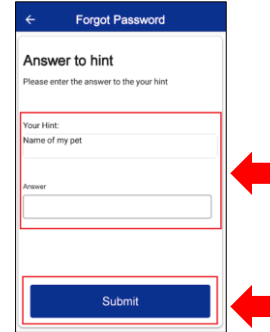 ← Forgot Password
Answer to hint
Please enter the answer to the your hint
Your Hint:
Name of my pet
Answer
Submit